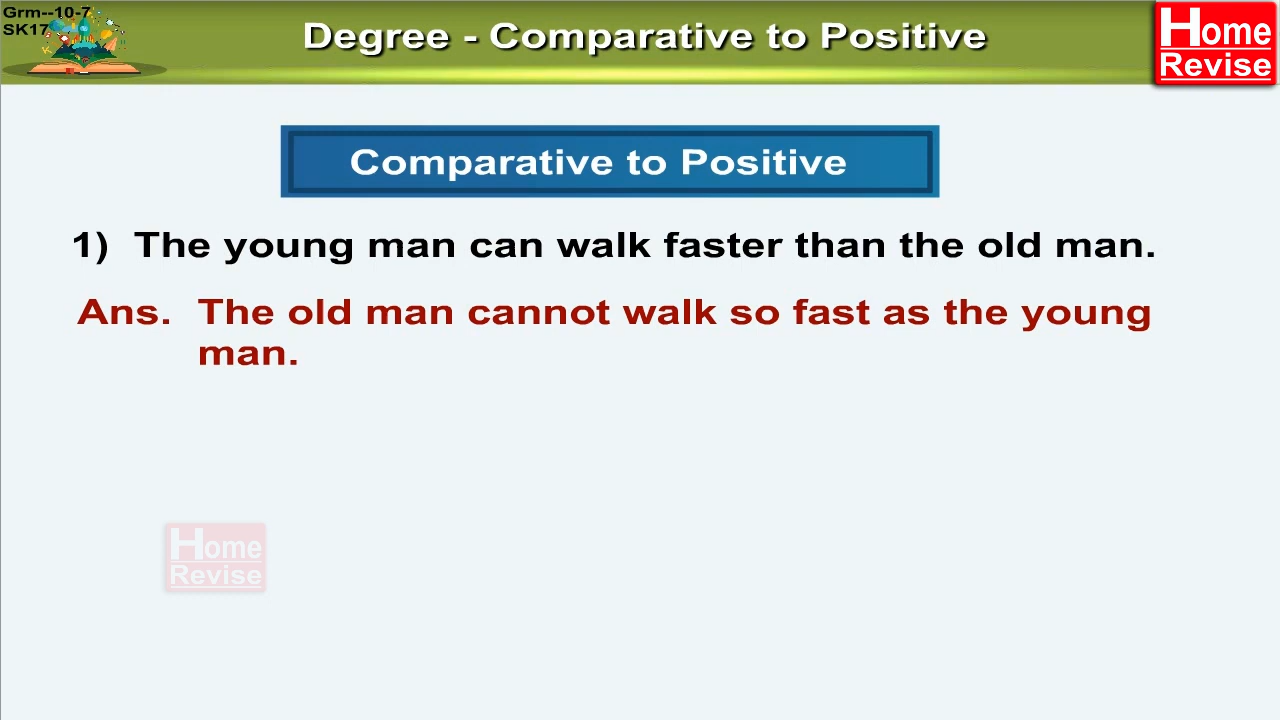 Grm--10-7
SK17
Degree - Comparative to Positive
Home
Revise
Comparative to Positive
1) The young man can walk faster than the old man.
Ans. The old man cannot walk so fast as the young
man.
Home
Revise